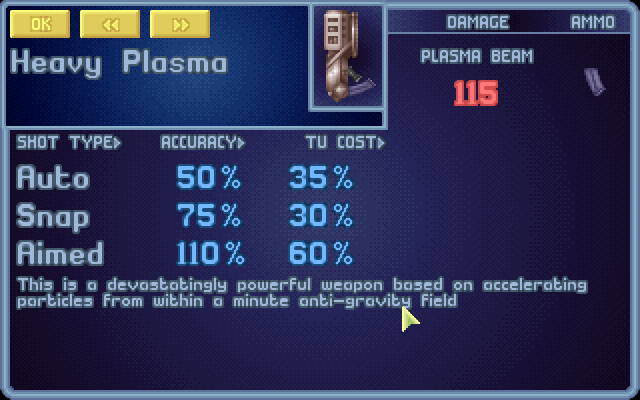 OK << >>
DAMAGE AMMO
Heavy Plasma
PLASMA BEAM
115
SHOT TYPE▸ ACCURACY▸ TU COST▸
Auto 50% 35%
Snap 75% 30%
Aimed 110% 60%
This is a devastatingly powerful weapon based on accelerating
particles from within a minute anti-gravity field